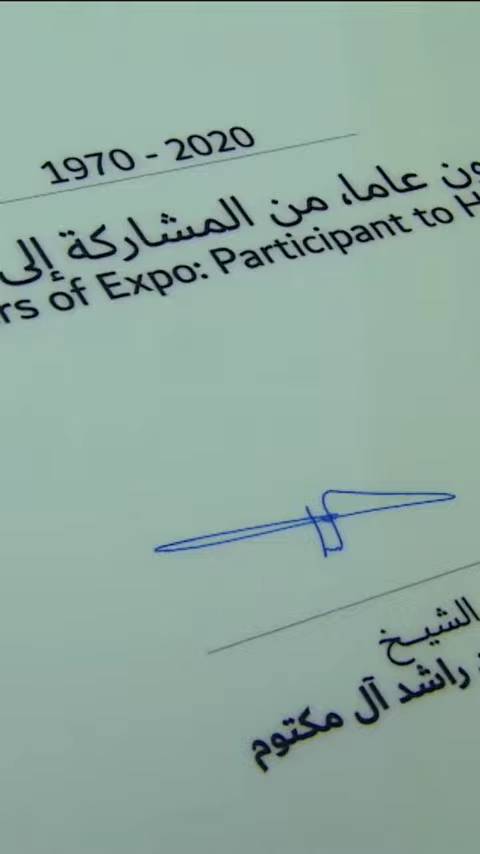 1970 - 2020
ون عاما، من المشاركة إلى
rs of Expo: Participant to H
الشيخ
راشد آل مكتوم